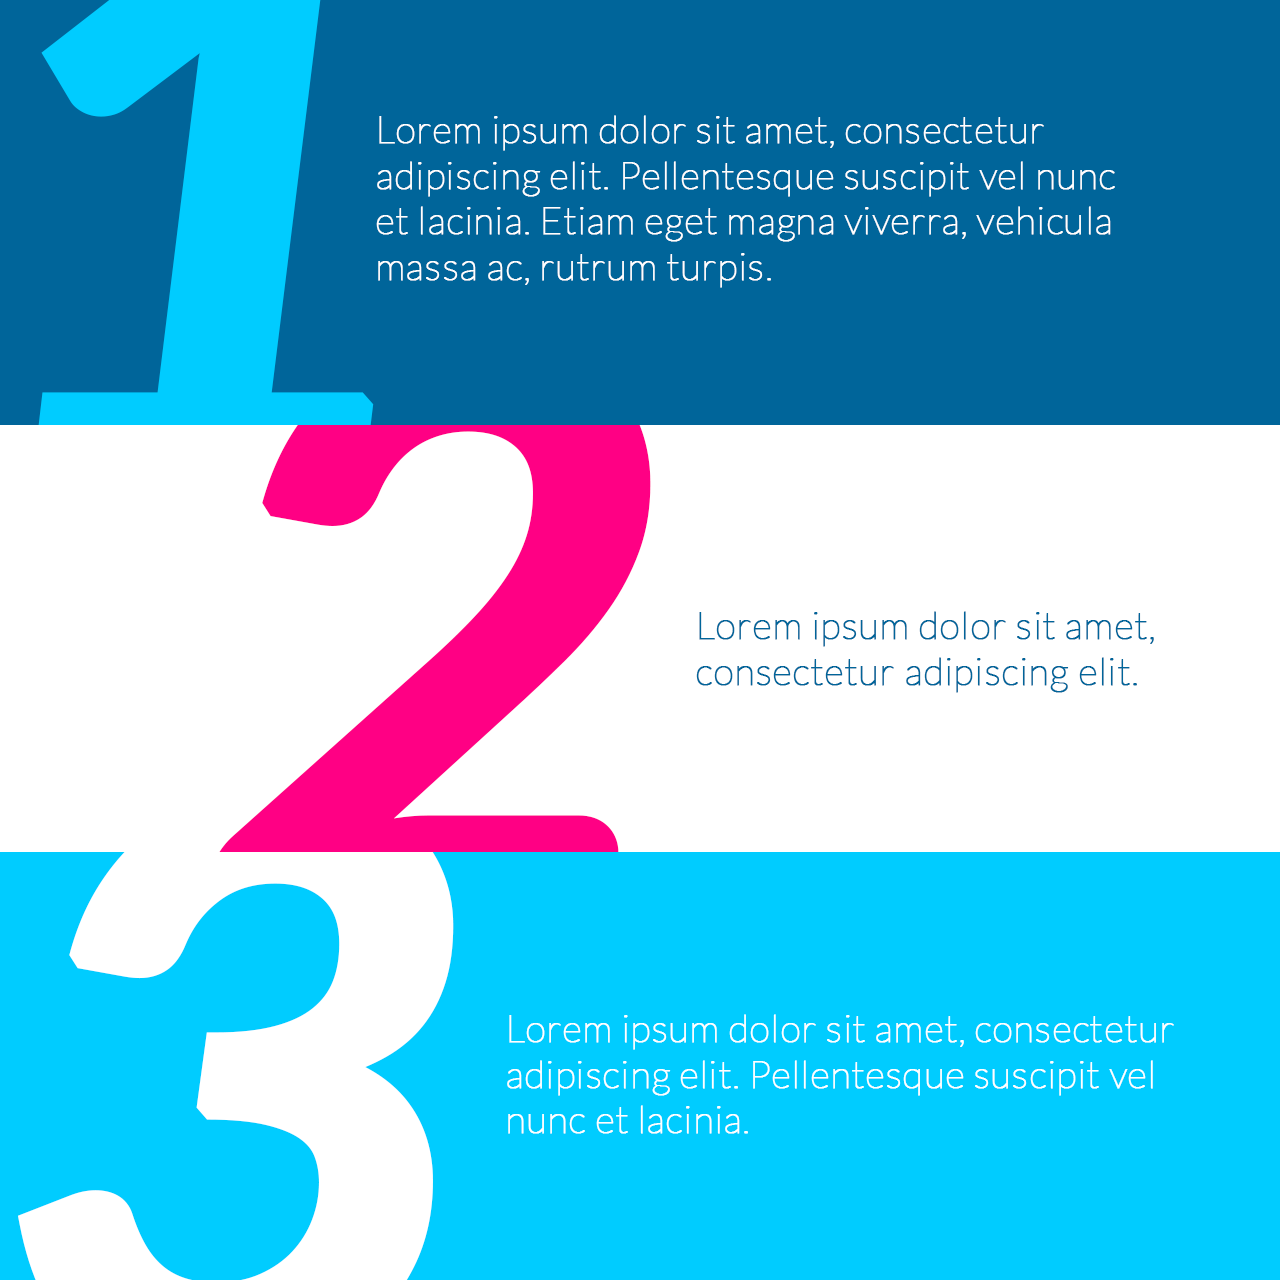 1
Lorem ipsum dolor sit amet, consectetur
adipiscing elit. Pellentesque suscipit vel nunc
et lacinia. Etiam eget magna viverra, vehicula
massa ac, rutrum turpis.
2
Lorem ipsum dolor sit amet,
consectetur adipiscing elit.
3
Lorem ipsum dolor sit amet, consectetur
adipiscing elit. Pellentesque suscipit vel
nunc et lacinia.